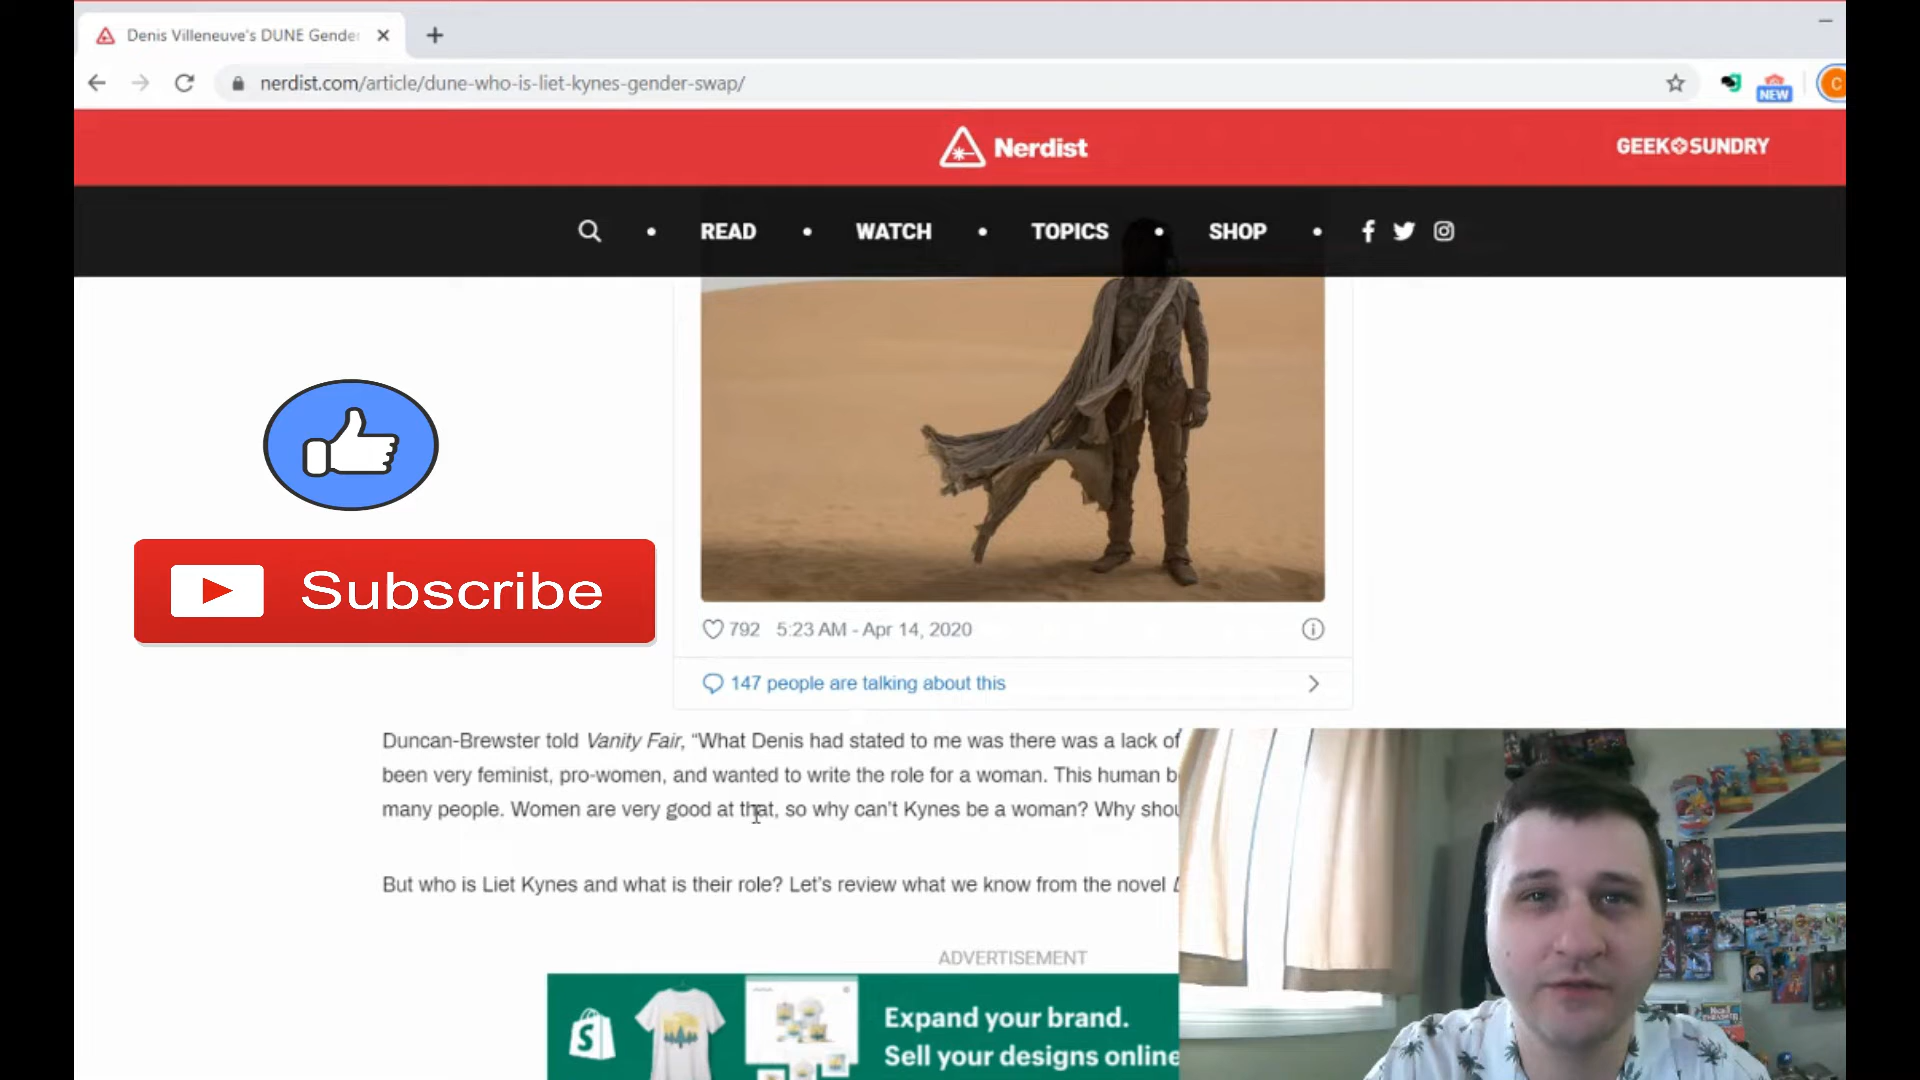 Denis Villeneuve's DUNE Gender
nerdist.com/article/dune-who-is-liet-kynes-gender-swap/
NEW
C
Nerdist
GEEK SUNDRY
READ • WATCH • TOPICS • SHOP
Subscribe
792 5:23 AM - Apr 14, 2020
147 people are talking about this
Duncan-Brewster told Vanity Fair, “What Denis had stated to me was there was a lack of
been very feminist, pro-women, and wanted to write the role for a woman. This human b
many people. Women are very good at that, so why can't Kynes be a woman? Why shou
But who is Liet Kynes and what is their role? Let's review what we know from the novel
ADVERTISEMENT
S
Expand your brand.
Sell your designs online